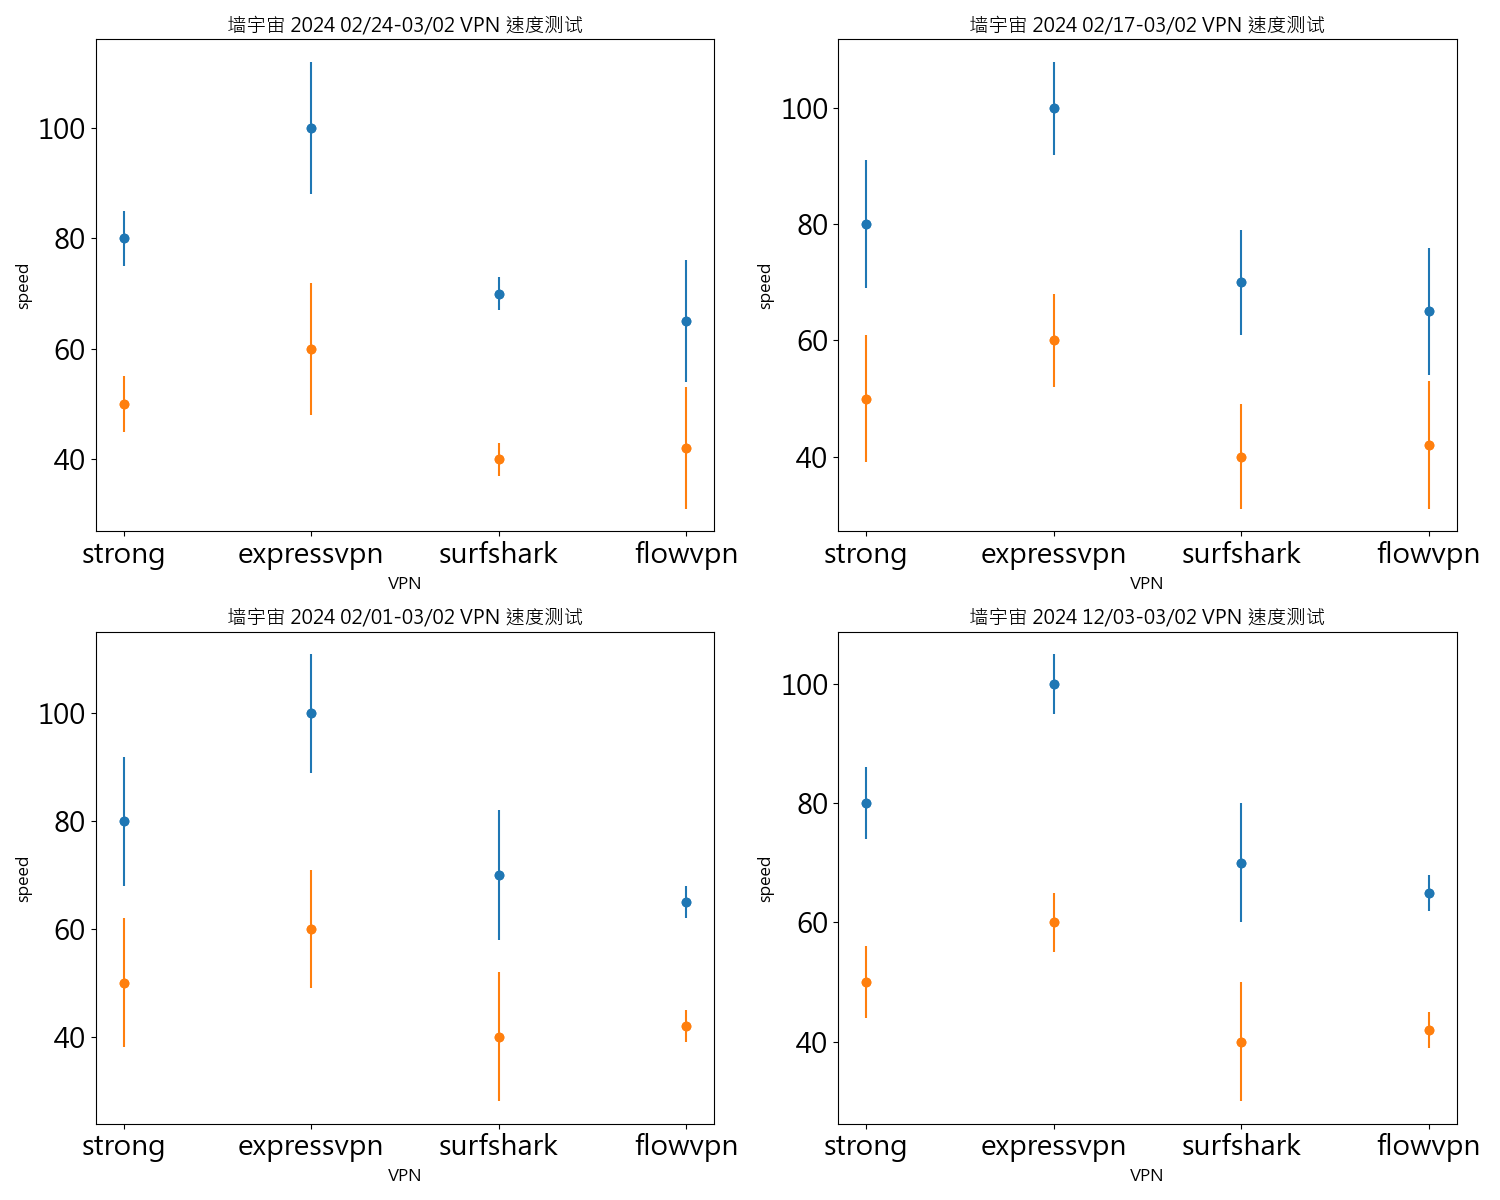 墙宇宙 2024 02/24-03/02 VPN 速度测试
100
80
60
40
speed
strong expressvpn surfshark flowvpn
VPN
墙宇宙 2024 02/17-03/02 VPN 速度测试
100
80
60
40
speed
strong expressvpn surfshark flowvpn
VPN
墙宇宙 2024 02/01-03/02 VPN 速度测试
100
80
60
40
speed
strong expressvpn surfshark flowvpn
VPN
墙宇宙 2024 12/03-03/02 VPN 速度测试
100
80
60
40
speed
strong expressvpn surfshark flowvpn
VPN